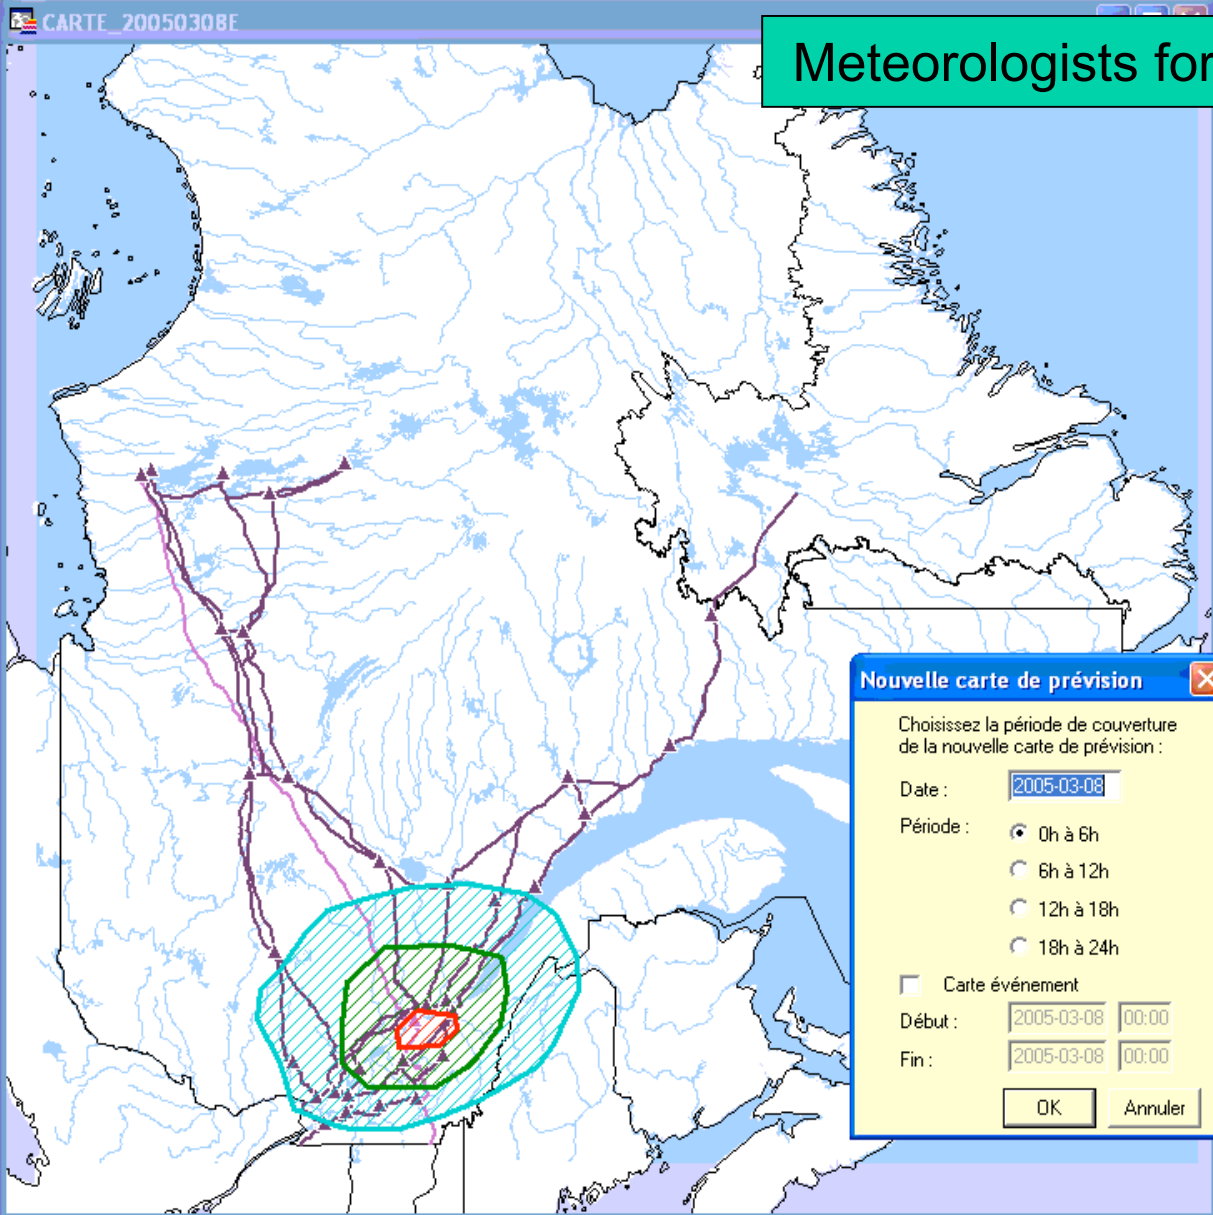 CARTE_20050308E
Meteorologists for
Nouvelle carte de prévision
Choisissez la période de couverture
de la nouvelle carte de prévision :
Date : 2005-03-08
Période : 0h à 6h
6h à 12h
12h à 18h
18h à 24h
Carte événement
Début : 2005-03-08 00:00
Fin : 2005-03-08 00:00
OK Annuler